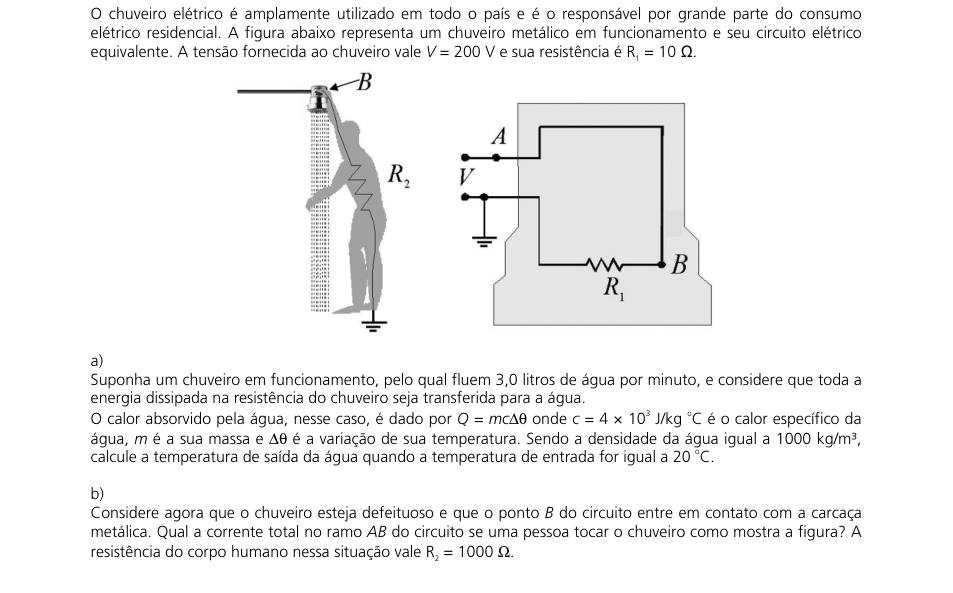 O chuveiro elétrico é amplamente utilizado em todo o país e é o responsável por grande parte do consumo
elétrico residencial. A figura abaixo representa um chuveiro metálico em funcionamento e seu circuito elétrico
equivalente. A tensão fornecida ao chuveiro vale V = 200 V e sua resistência é R₁ = 10 Ω.
B
R₂
A
V
B
R₁
a)
Suponha um chuveiro em funcionamento, pelo qual fluem 3,0 litros de água por minuto, e considere que toda a
energia dissipada na resistência do chuveiro seja transferida para a água.
O calor absorvido pela água, nesse caso, é dado por Q = mcΔθ onde c = 4 × 10³ J/kg °C é o calor específico da
água, m é a sua massa e Δθ é a variação de sua temperatura. Sendo a densidade da água igual a 1000 kg/m³,
calcule a temperatura de saída da água quando a temperatura de entrada for igual a 20 °C.
b)
Considere agora que o chuveiro esteja defeituoso e que o ponto B do circuito entre em contato com a carcaça
metálica. Qual a corrente total no ramo AB do circuito se uma pessoa tocar o chuveiro como mostra a figura? A
resistência do corpo humano nessa situação vale R₂ = 1000 Ω.